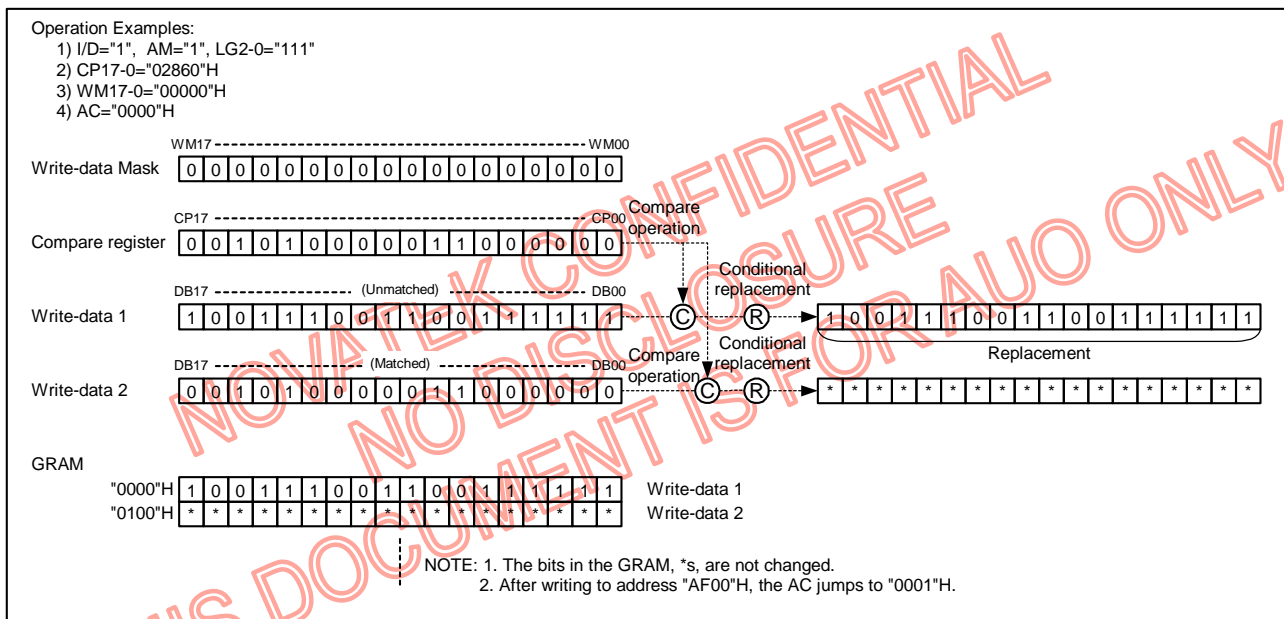 Operation Examples:
1) I/D="1", AM="1", LG2-0="111"
2) CP17-0="02860"H
3) WM17-0="00000"H
4) AC="0000"H
WM17 WM00
Write-data Mask 0 0 0 0 0 0 0 0 0 0 0 0 0 0 0 0 0 0
CP17 CP00 Compare operation
Compare register 0 0 1 0 1 0 0 0 0 0 1 1 0 0 0 0 0 0
DB17 (Unmatched) DB00 Conditional replacement
Write-data 1 1 0 0 1 1 1 0 0 1 1 0 0 1 1 1 1 1 1 C R 1 0 0 1 1 1 0 0 1 1 0 0 1 1 1 1 1 1
Replacement
DB17 (Matched) DB00 Compare operation Conditional replacement
Write-data 2 0 0 1 0 1 0 0 0 0 0 1 1 0 0 0 0 0 0 C R * * * * * * * * * * * * * * * * * *
GRAM
"0000"H 1 0 0 1 1 1 0 0 1 1 0 0 1 1 1 1 1 1 Write-data 1
"0100"H * * * * * * * * * * * * * * * * * * Write-data 2
NOTE: 1. The bits in the GRAM, *s, are not changed.
2. After writing to address "AF00"H, the AC jumps to "0001"H.
NOVATEK CONFIDENTIAL
NO DISCLOSURE
THIS DOCUMENT IS FOR AUO ONLY